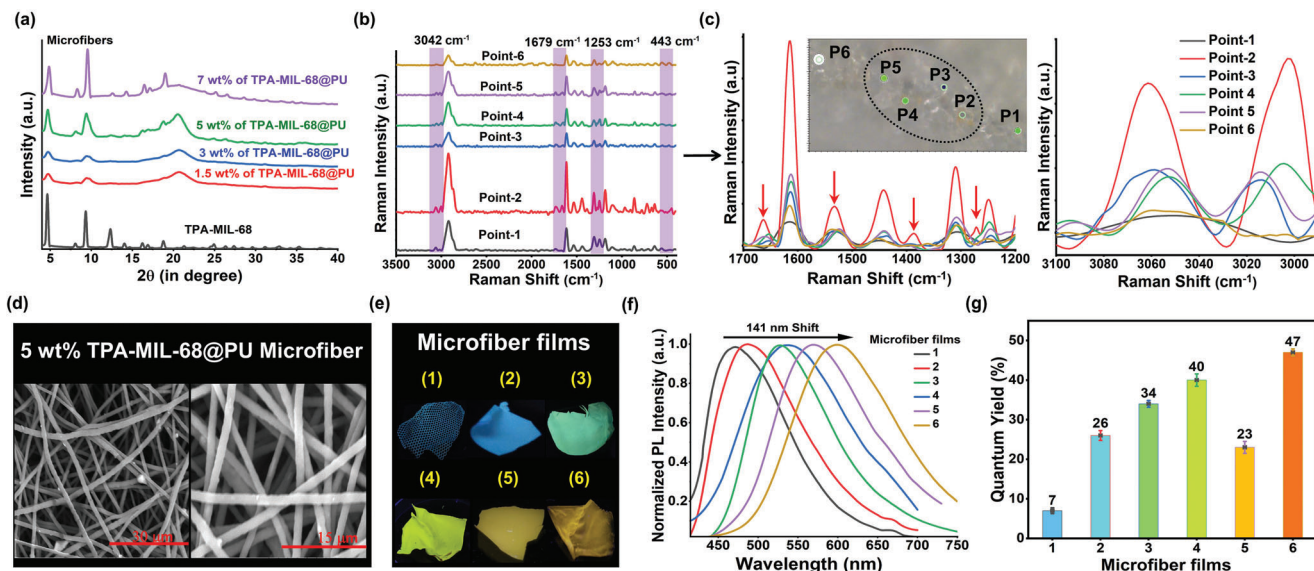 (a)
Microfibers
7 wt% of TPA-MIL-68@PU
5 wt% of TPA-MIL-68@PU
3 wt% of TPA-MIL-68@PU
1.5 wt% of TPA-MIL-68@PU
TPA-MIL-68
Intensity (a.u.)
5 10 15 20 25 30 35 40
2θ (in degree)
(b)
3042 cm⁻¹ 1679 cm⁻¹ 1253 cm⁻¹ 443 cm⁻¹
Point-6
Point-5
Point-4
Point-3
Point-2
Point-1
Raman Intensity (a.u.)
3500 3000 2500 2000 1500 1000 500
Raman Shift (cm⁻¹)
(c)
P6
P5
P3
P4
P2
P1
Raman Intensity (a.u)
1700 1600 1500 1400 1300 1200
Raman Shift (cm⁻¹)
Point-1
Point-2
Point-3
Point 4
Point 5
Point 6
Raman Intensity (a.u.)
3100 3080 3060 3040 3020 3000
Raman Shift (cm⁻¹)
(d)
5 wt% TPA-MIL-68@PU Microfiber
50 μm
15 μm
(e)
Microfiber films
(1) (2) (3)
(4) (5) (6)
(f)
141 nm Shift
Microfiber films
1
2
3
4
5
6
Normalized PL Intensity (a.u.)
1.0
0.8
0.6
0.4
0.2
450 500 550 600 650 700 750
Wavelength (nm)
(g)
Quantum Yield (%)
50
40
30
20
10
0
7 26 34 40 23 47
1 2 3 4 5 6
Microfiber films